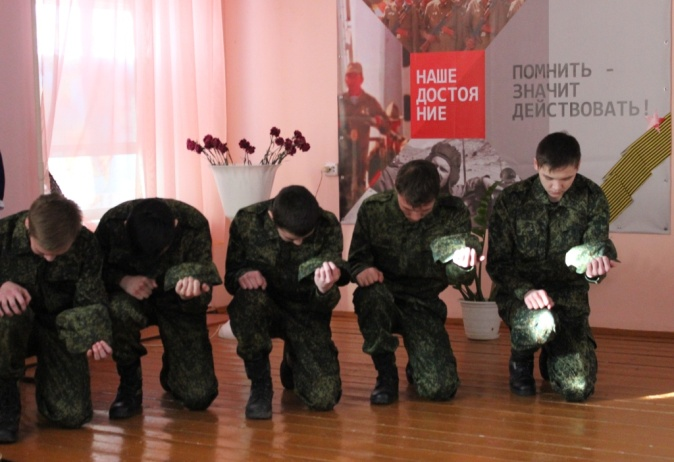 НАШЕ
ДОСТОЯ
НИЕ
ПОМНИТЬ -
ЗНАЧИТ
ДЕЙСТВОВАТЬ!